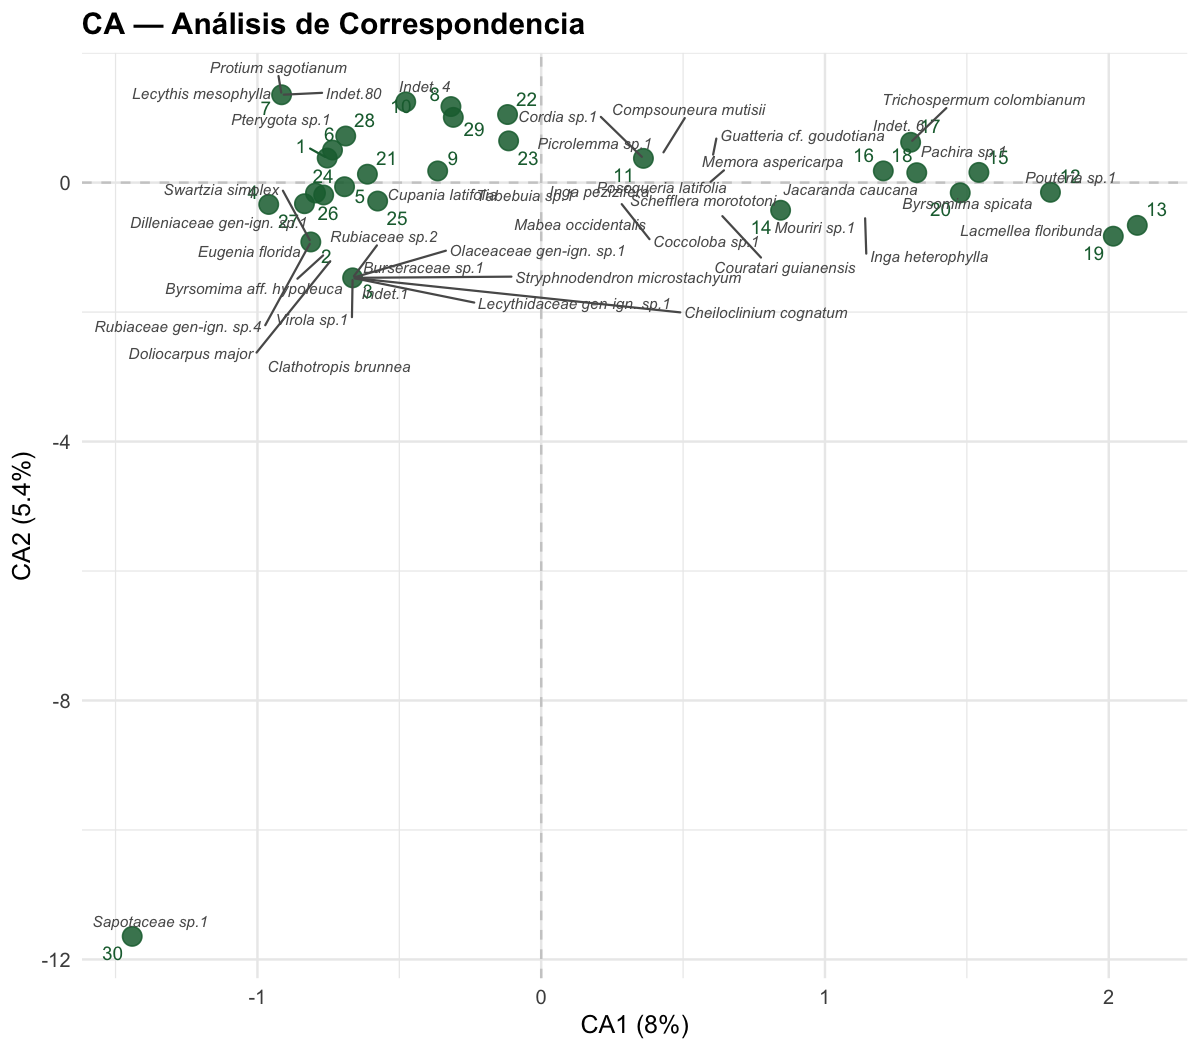 CA — Análisis de Correspondencia
Protium sagotianum
Lecythis mesophylla
Indet.80
Indet. 4
7
10
8
22
Pterygota sp.1
28
29
Cordia sp.1
Compsouneura mutisii
Trichospermum colombianum
Indet. 6
17
6
1
21
9
23
Picrolemma sp.1
Guatteria cf. goudotiana
16
18
Pachira sp.1
15
Memora aspericarpa
11
24
Pouteria sp.1
12
0
Swartzia simplex
4
5
Cupania latifolia
Tabebuia sp.1
Inga pezizifera
Posoqueria latifolia
Schefflera morototoni
Jacaranda caucana
Byrsomima spicata
20
13
26
27
25
Dilleniaceae gen-ign. sp.1
Mabea occidentalis
14
Mouriri sp.1
Lacmellea floribunda
19
Rubiaceae sp.2
Coccoloba sp.1
Eugenia florida
2
Olaceaceae gen-ign. sp.1
Inga heterophylla
Burseraceae sp.1
Couratari guianensis
Stryphnodendron microstachyum
Byrsomima aff. hypoleuca
3
Indet.1
Lecythidaceae gen-ign. sp.1
Cheiloclinium cognatum
Virola sp.1
Rubiaceae gen-ign. sp.4
Doliocarpus major
Clathotropis brunnea
-4
-8
Sapotaceae sp.1
30
-12
-1
0
1
2
CA1 (8%)
CA2 (5.4%)